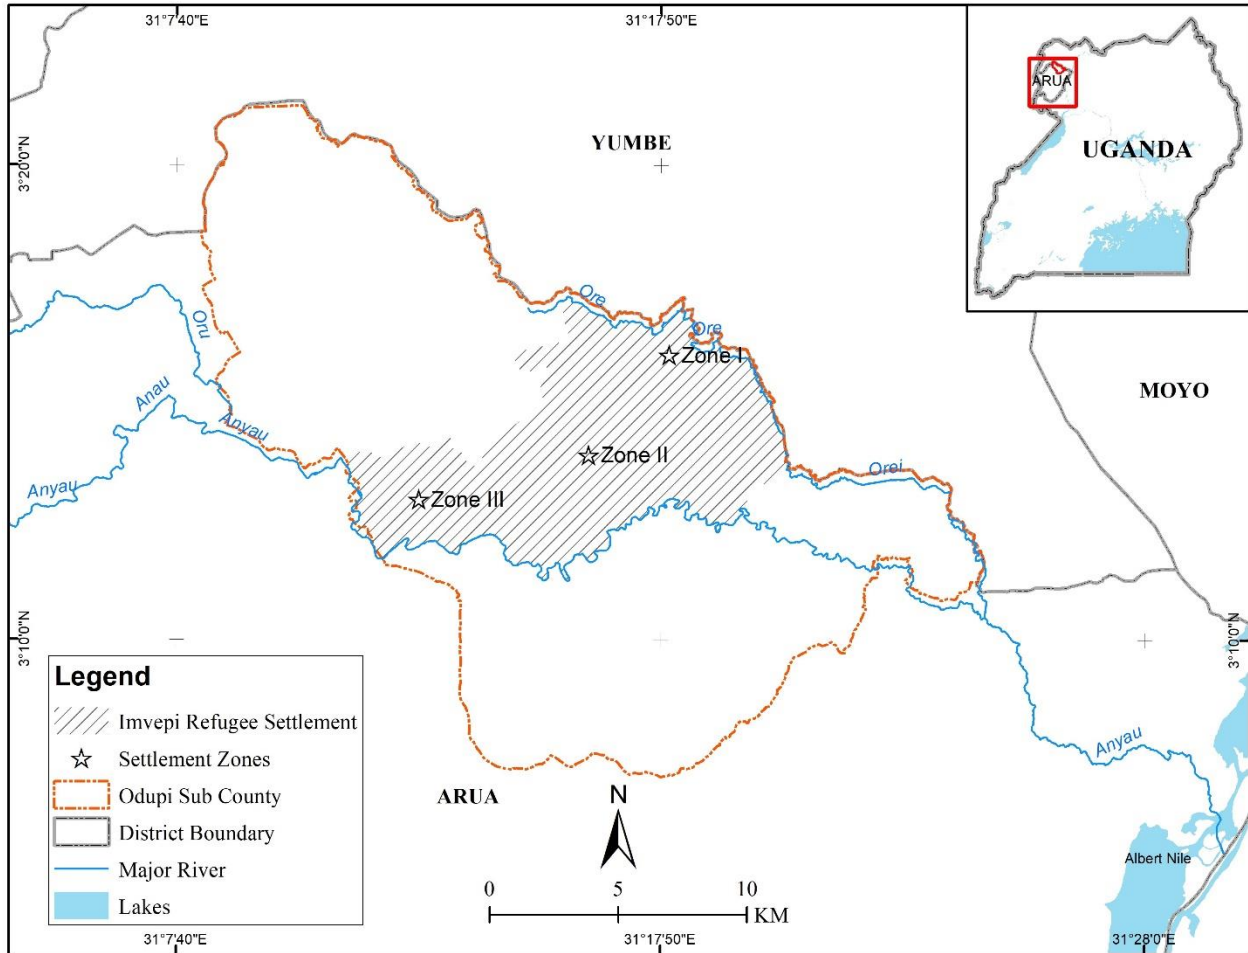 31°7'40"E
31°17'50"E
ARUA
UGANDA
YUMBE
3°20'0"N
Ore
Oru
Ore
Zone I
MOYO
Anau
Anyau
Zone II
Orei
Anyau
Zone III
3°10'0"N
3°10'0"N
Legend
Imvepi Refugee Settlement
Settlement Zones
Odupi Sub County
District Boundary
Major River
Lakes
Anyau
ARUA
N
Albert Nile
0 5 10
KM
31°7'40"E
31°17'50"E
31°28'0"E